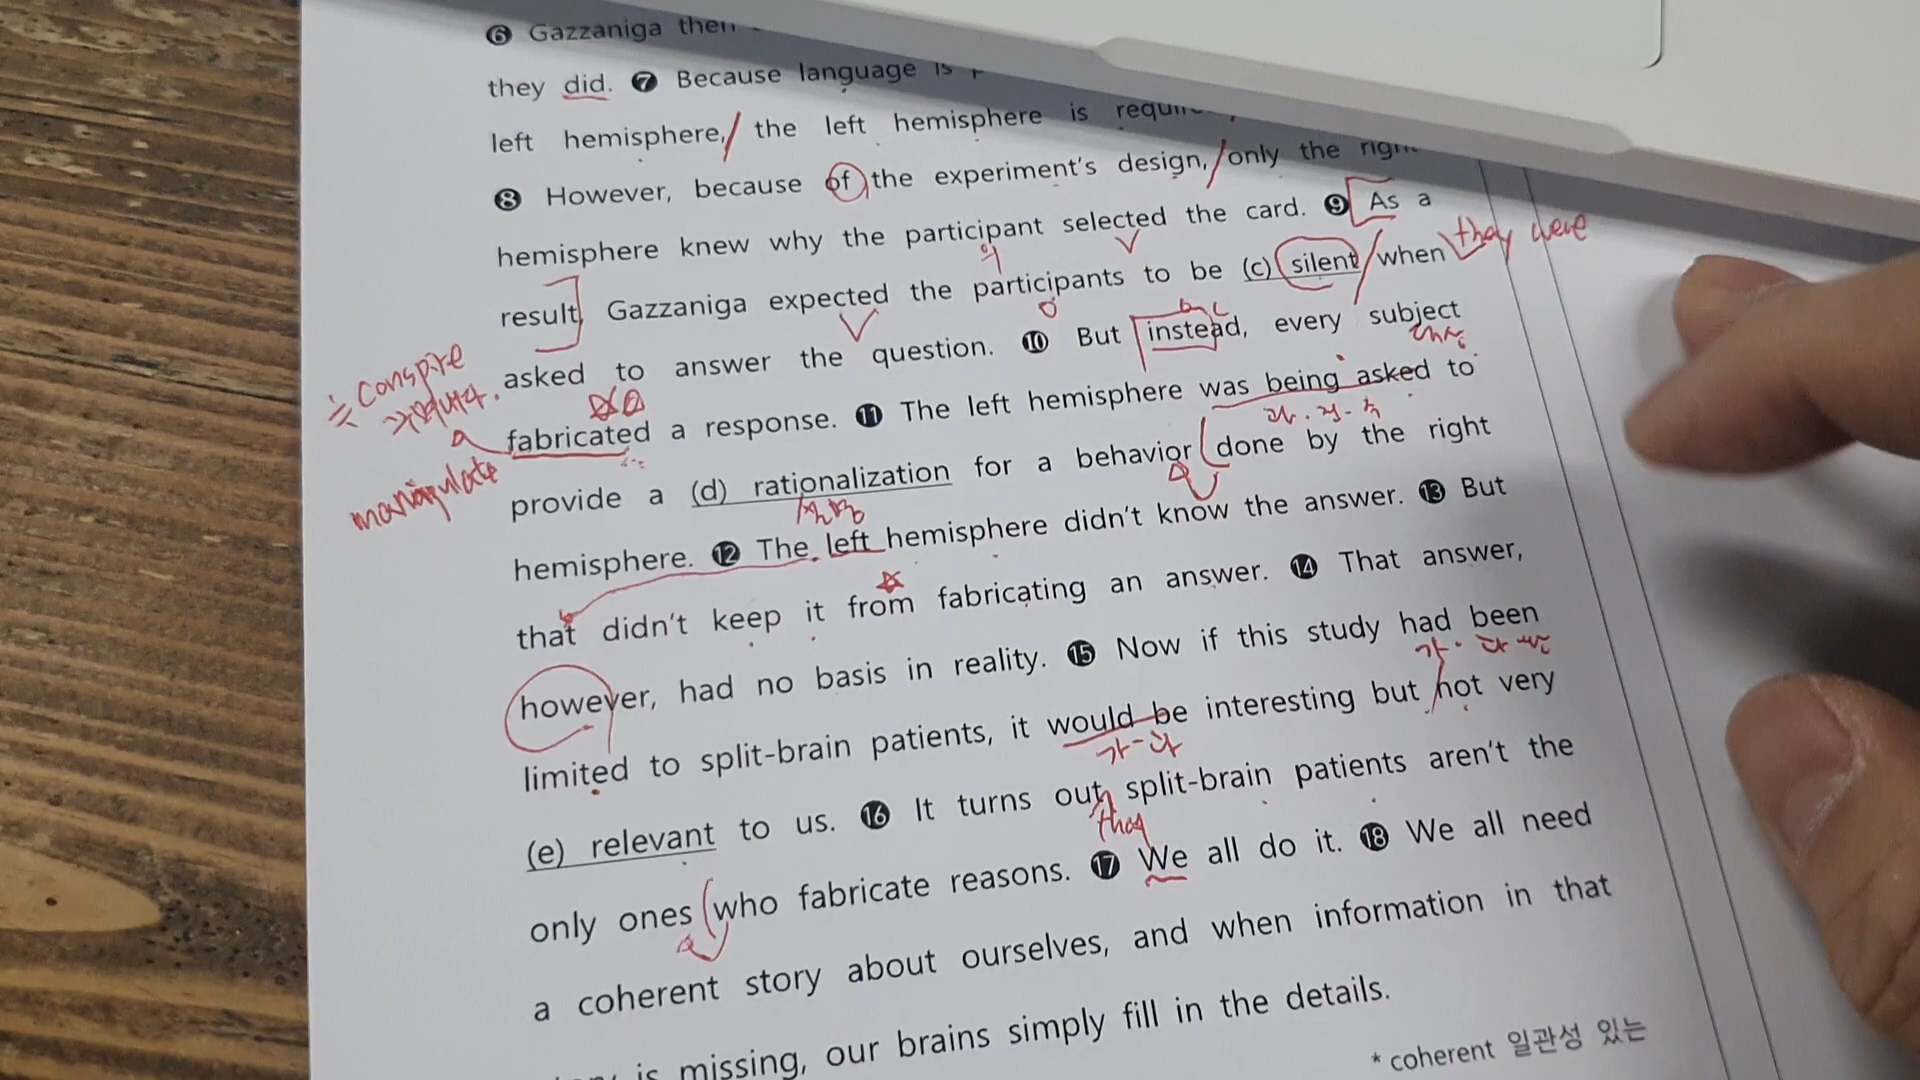 ❻ Gazzaniga then
they did. ❼ Because language is
left hemisphere, the left hemisphere is
❽ However, because of the experiment's design, only the right
hemisphere knew why the participant selected the card. ❾ As a
they were
result, Gazzaniga expected the participants to be (c) silent when
asked to answer the question. ❿ But instead, every subject
conspire
fabricated a response. ⓫ The left hemisphere was being asked to
manipulate
provide a (d) rationalization for a behavior done by the right
hemisphere. ⓬ The left hemisphere didn't know the answer. ⓭ But
that didn't keep it from fabricating an answer. ⓮ That answer,
however, had no basis in reality. ⓯ Now if this study had been
limited to split-brain patients, it would be interesting but not very
(e) relevant to us. ⓰ It turns out split-brain patients aren't the
only ones who fabricate reasons. ⓱ We all do it. ⓲ We all need
a coherent story about ourselves, and when information in that
is missing, our brains simply fill in the details.
* coherent 일관성 있는